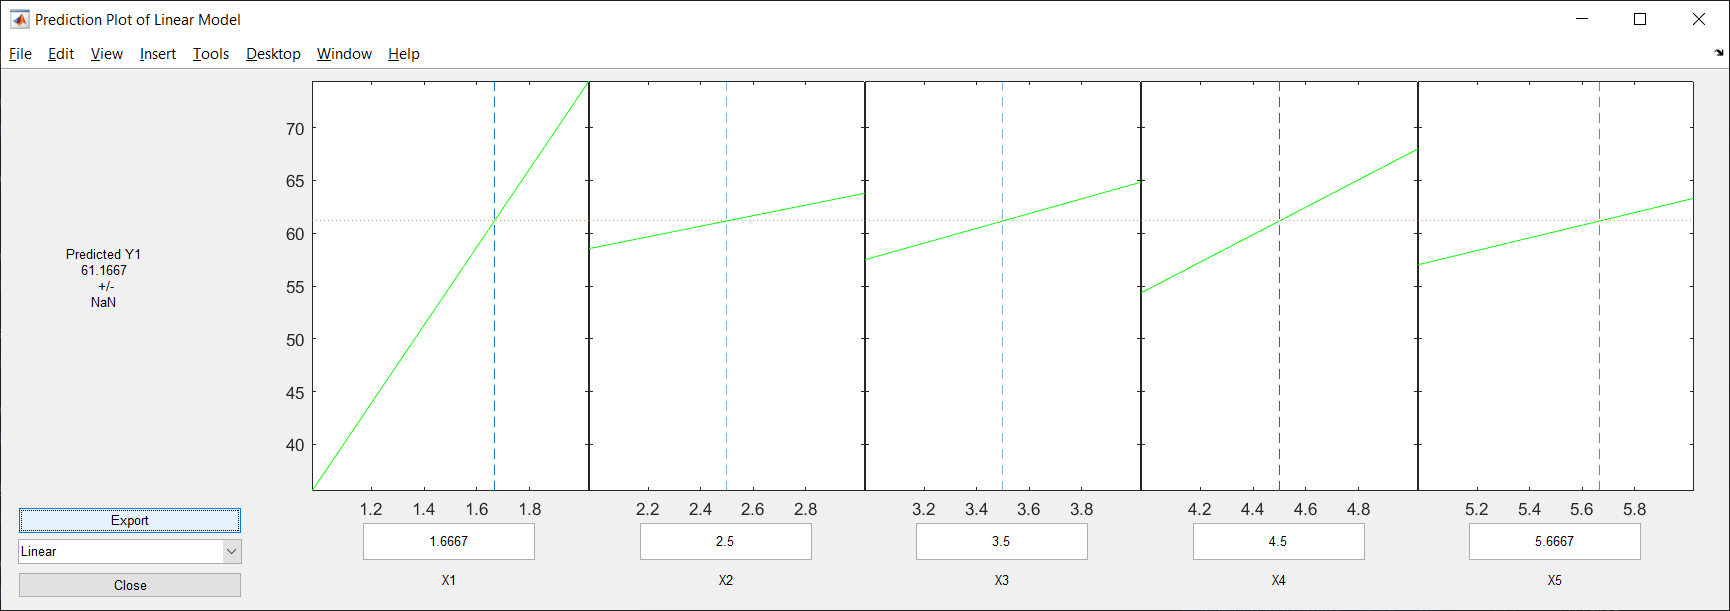 Prediction Plot of Linear Model
File Edit View Insert Tools Desktop Window Help
70
65
60
55
50
45
40
Predicted Y1
61.1667
+/-
NaN
1.2 1.4 1.6 1.8 2.2 2.4 2.6 2.8 3.2 3.4 3.6 3.8 4.2 4.4 4.6 4.8 5.2 5.4 5.6 5.8
Export
1.6667 2.5 3.5 4.5 5.6667
Linear
X1 X2 X3 X4 X5
Close